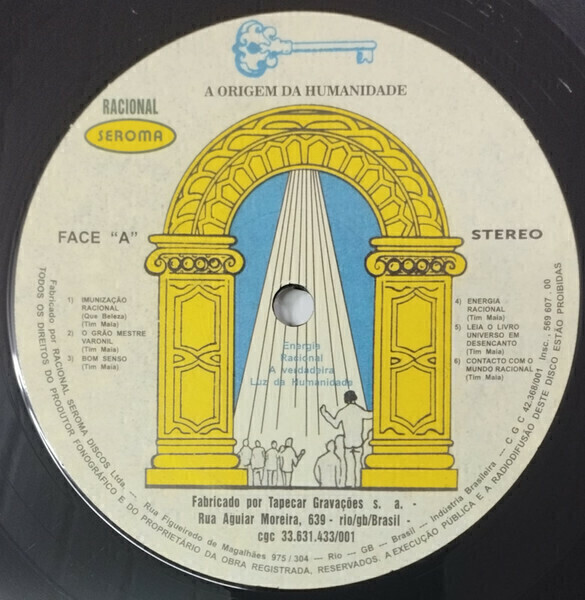 A ORIGEM DA HUMANIDADE
RACIONAL
SEROMA
FACE "A"
STEREO
1) IMUNIZAÇÃO
RACIONAL
(Que Beleza)
(Tim Maia)
2) O GRÃO MESTRE
VARONIL
(Tim Maia)
3) BOM SENSO
(Tim Maia)
4) ENERGIA
RACIONAL
(Tim Maia)
5) LEIA O LIVRO
UNIVERSO EM
DESENCANTO
(Tim Maia)
6) CONTACTO COM O
MUNDO RACIONAL
(Tim Maia)
Energia
Racional
A verdadeira
Luz da Humanidade
Fabricado por Tapecar Gravações s. a. -
Rua Aguiar Moreira, 639 - rio/gb/Brasil -
cgc 33.631.433/001
Fabricado por RACIONAL SEROMA DISCOS Ltda. — Rua Figueiredo de Magalhães 975 / 304 — Rio — GB — Brasil — Indústria Brasileira — C G C 42.368/001 Insc. . 569 607 . 00
TODOS OS DIREITOS DO PRODUTOR FONOGRÁFICO E DO PROPRIETÁRIO DA OBRA REGISTRADA, RESERVADOS. A EXECUÇÃO PÚBLICA E A RADIODIFUSÃO DESTE DISCO ESTÃO PROIBIDAS